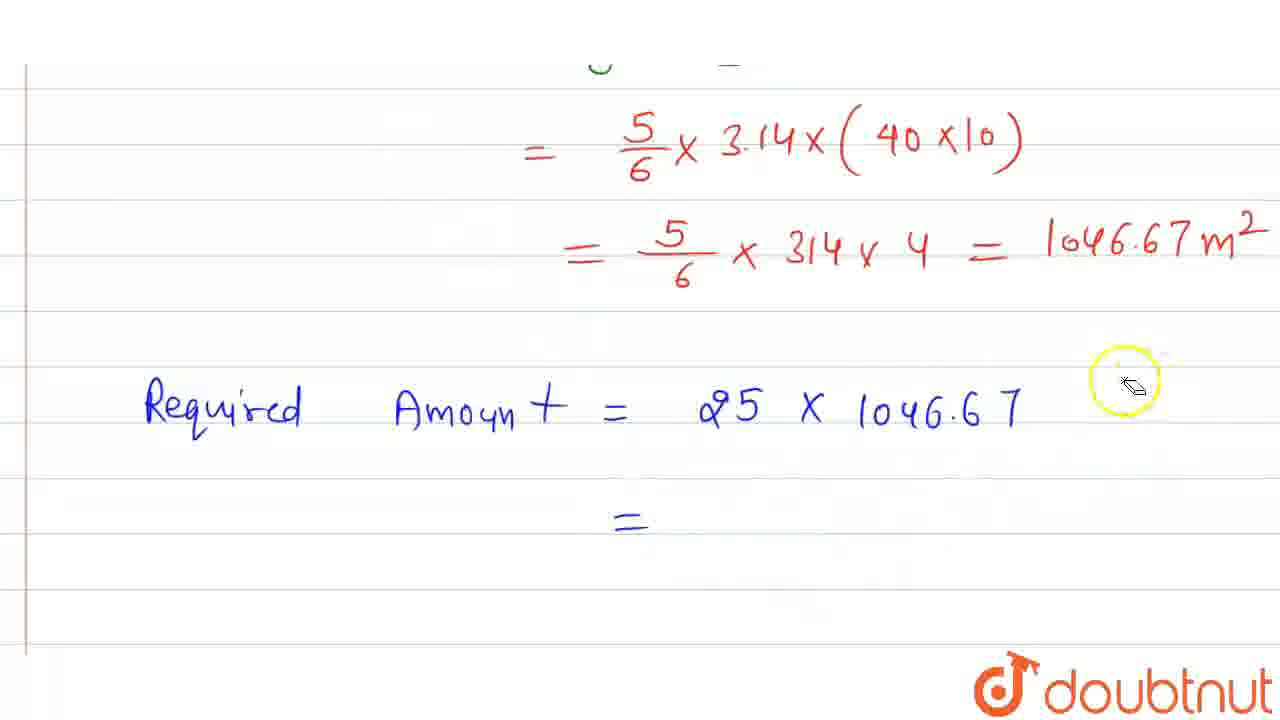 = 5/6 × 3.14 × ( 40 × 10 )
= 5/6 × 314 × 4 = 1046.67 m²
Required Amount = 25 × 1046.67
=
doubtnut